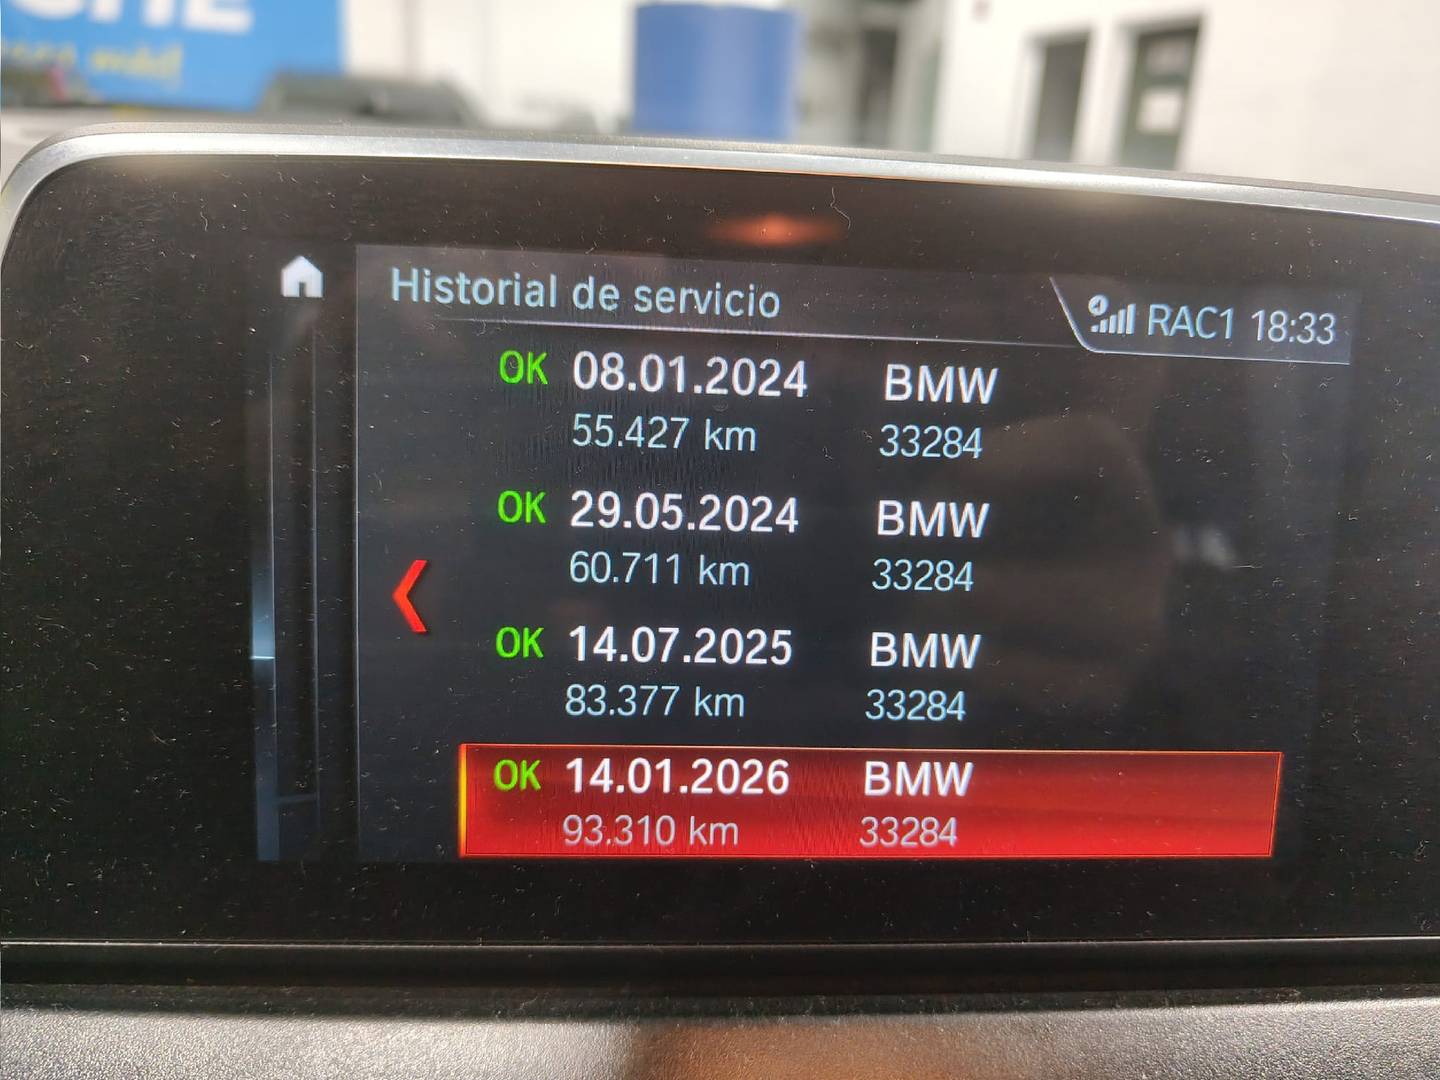 Historial de servicio
RAC1 18:33
OK 08.01.2024 BMW
55.427 km 33284
OK 29.05.2024 BMW
60.711 km 33284
OK 14.07.2025 BMW
83.377 km 33284
OK 14.01.2026 BMW
93.310 km 33284